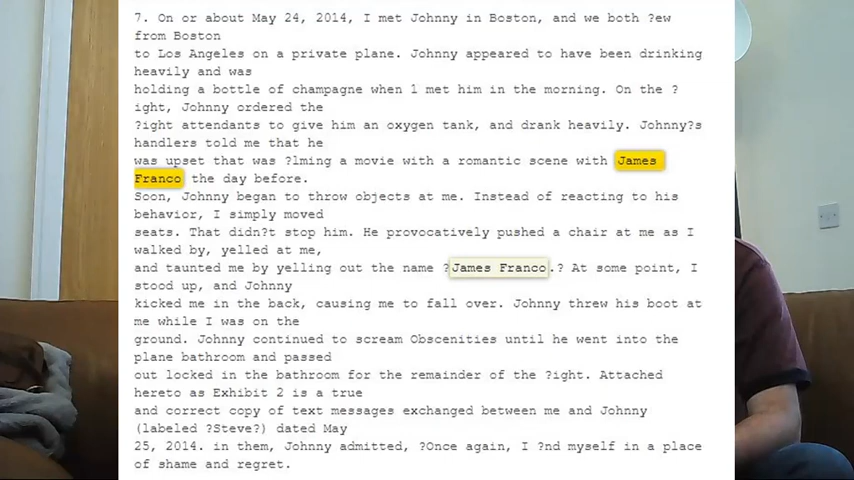 7. On or about May 24, 2014, I met Johnny in Boston, and we both ?ew
from Boston
to Los Angeles on a private plane. Johnny appeared to have been drinking
heavily and was
holding a bottle of champagne when 1 met him in the morning. On the ?
ight, Johnny ordered the
?ight attendants to give him an oxygen tank, and drank heavily. Johnny?s
handlers told me that he
was upset that was ?lming a movie with a romantic scene with James
Franco the day before.
Soon, Johnny began to throw objects at me. Instead of reacting to his
behavior, I simply moved
seats. That didn?t stop him. He provocatively pushed a chair at me as I
walked by, yelled at me,
and taunted me by yelling out the name ?James Franco.? At some point, I
stood up, and Johnny
kicked me in the back, causing me to fall over. Johnny threw his boot at
me while I was on the
ground. Johnny continued to scream Obscenities until he went into the
plane bathroom and passed
out locked in the bathroom for the remainder of the ?ight. Attached
hereto as Exhibit 2 is a true
and correct copy of text messages exchanged between me and Johnny
(labeled ?Steve?) dated May
25, 2014. in them, Johnny admitted, ?Once again, I ?nd myself in a place
of shame and regret.